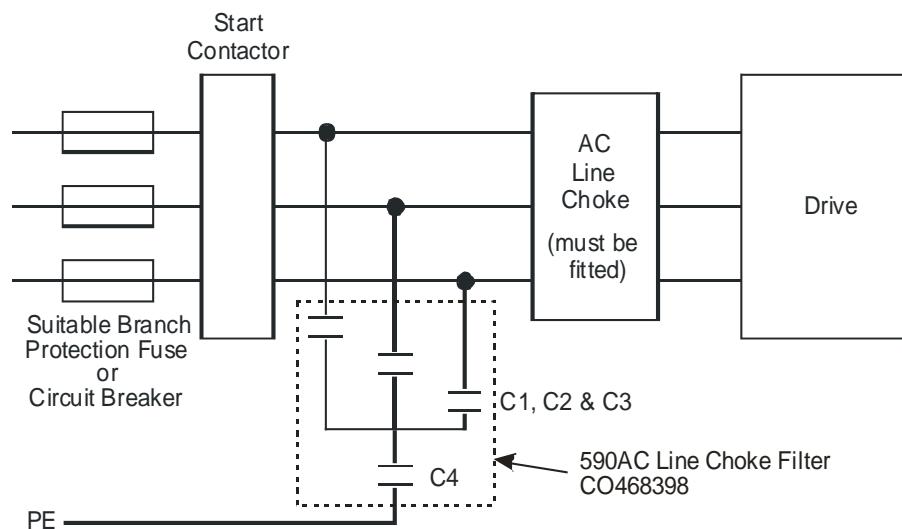 Start
Contactor
AC
Line
Choke
(must be
fitted)
Drive
Suitable Branch
Protection Fuse
or
Circuit Breaker
C1, C2 & C3
C4
590AC Line Choke Filter
CO468398
PE